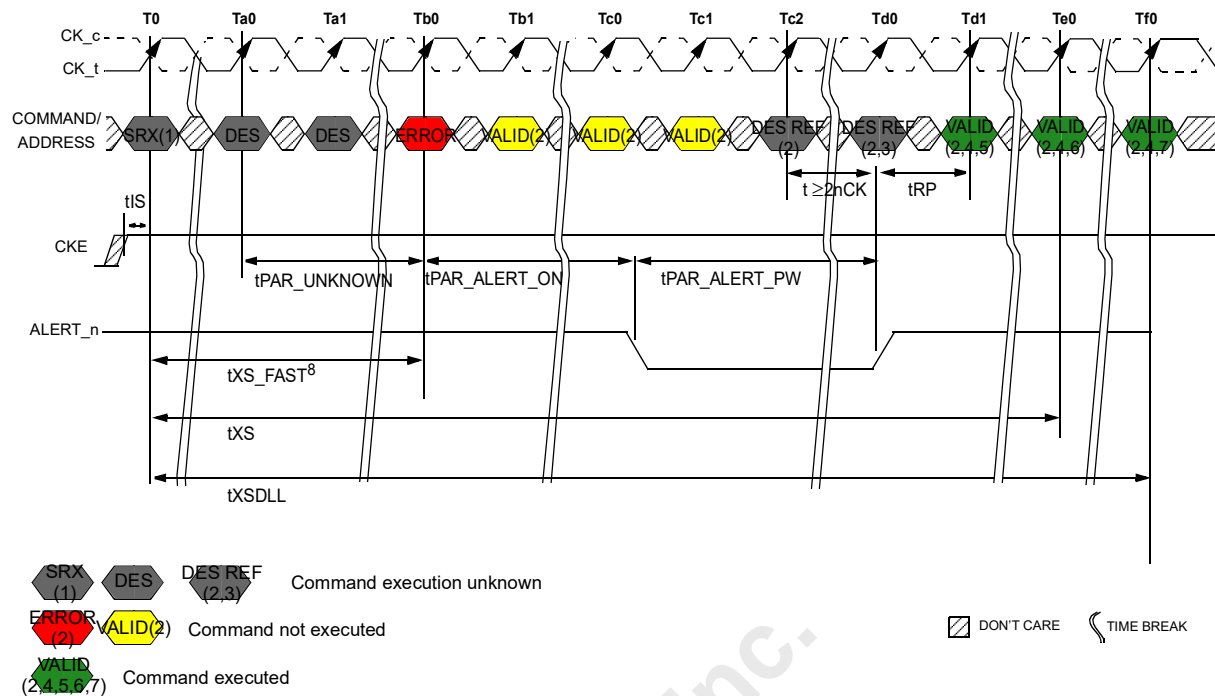 T0 Ta0 Ta1 Tb0 Tb1 Tc0 Tc1 Tc2 Td0 Td1 Te0 Tf0
CK_c
CK_t
COMMAND/
ADDRESS
SRX(1) DES DES ERROR VALID(2) VALID(2) VALID(2) DES REF (2) DES REF (2,3) VALID (2,4,5) VALID (2,4,6) VALID (2,4,7)
t ≥2nCK tRP
tIS
CKE
tPAR_UNKNOWN tPAR_ALERT_ON tPAR_ALERT_PW
ALERT_n
tXS_FAST8
tXS
tXSDLL
SRX (1) DES DES REF (2,3) Command execution unknown
ERROR (2) VALID(2) Command not executed
VALID (2,4,5,6,7) Command executed
DON'T CARE TIME BREAK
inc.